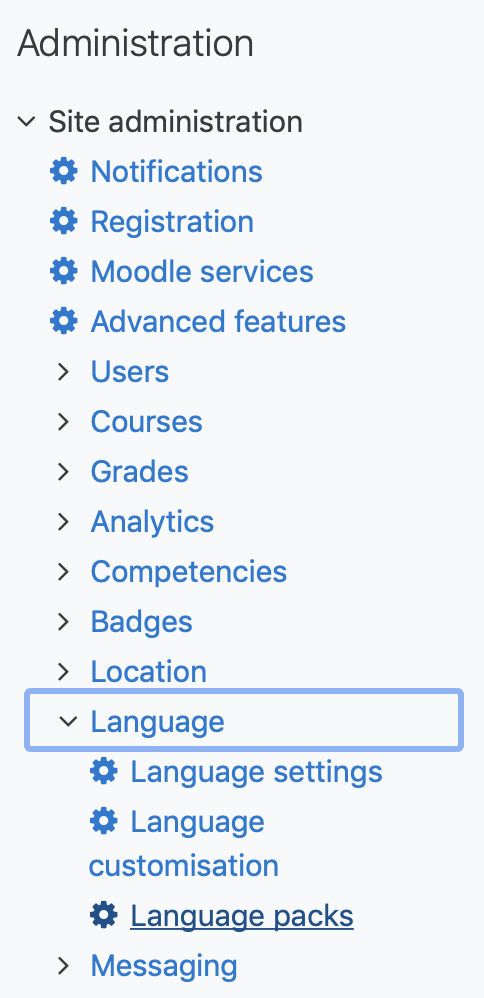 Administration
Site administration
Notifications
Registration
Moodle services
Advanced features
Users
Courses
Grades
Analytics
Competencies
Badges
Location
Language
Language settings
Language
customisation
Language packs
Messaging